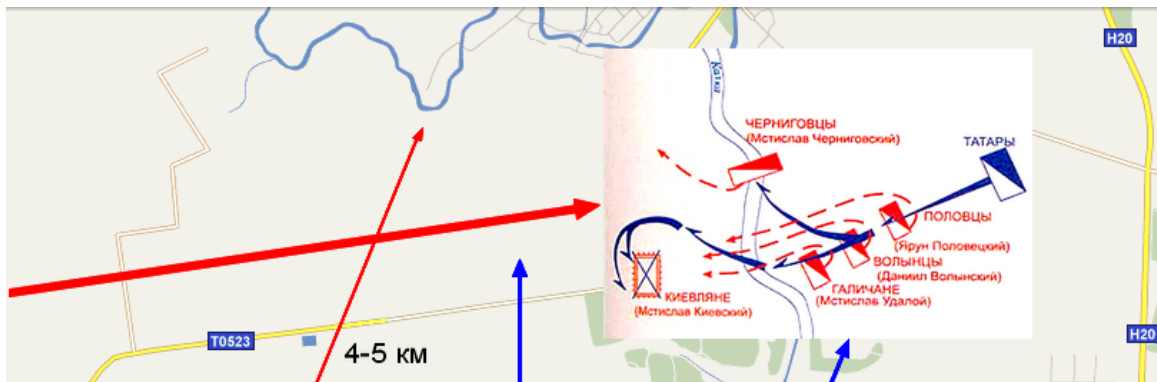 H20
Калка
ЧЕРНИГОВЦЫ
(Мстислав Черниговский)
ТАТАРЫ
ПОЛОВЦЫ
(Ярун Половецкий)
ВОЛЫНЦЫ
(Даниил Волынский)
ГАЛИЧАНЕ
(Мстислав Удалой)
КИЕВЛЯНЕ
(Мстислав Киевский)
T0523
H20
4-5 км